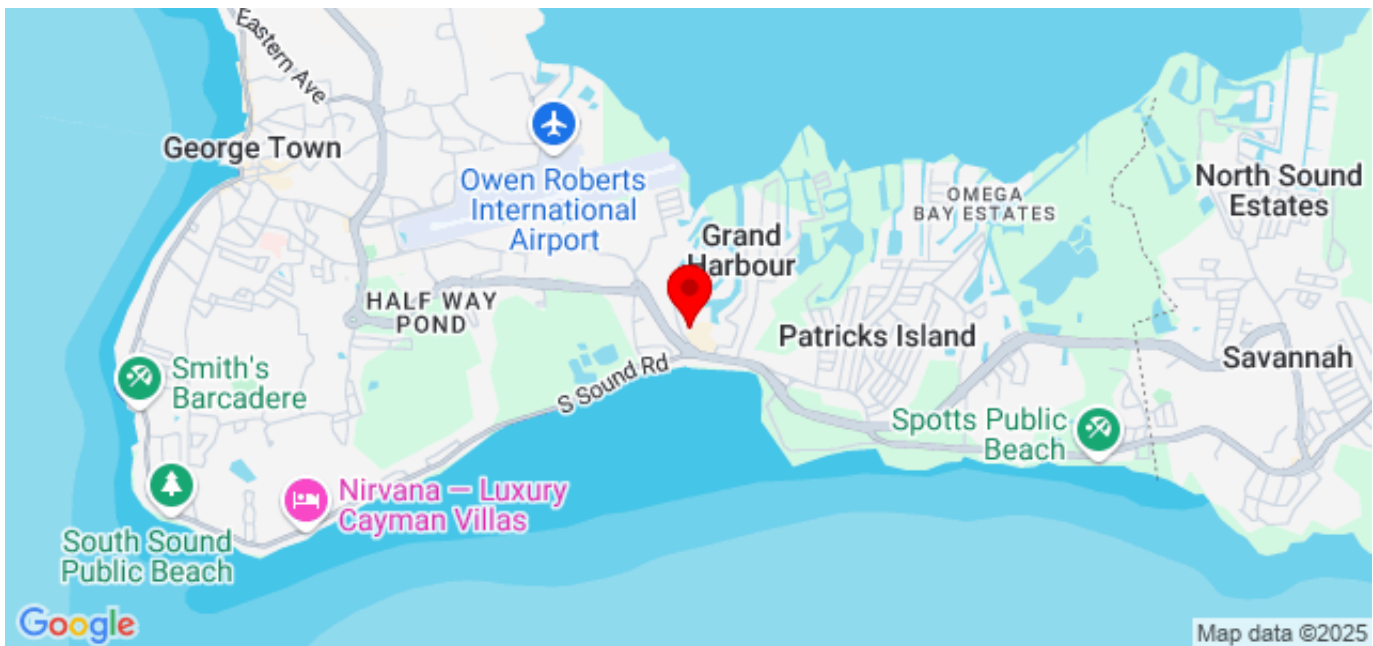 Eastern Ave
George Town
Owen Roberts
International
Airport
Grand
Harbour
OMEGA
BAY ESTATES
North Sound
Estates
HALF WAY
POND
Patricks Island
Savannah
Smith's
Barcadere
S Sound Rd
Spotts Public
Beach
Nirvana — Luxury
Cayman Villas
South Sound
Public Beach
Google
Map data ©2025